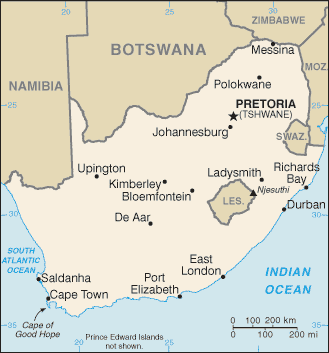 ZIMBABWE
BOTSWANA
Messina
MOZ.
NAMIBIA
Polokwane
25
25
PRETORIA
(TSHWANE)
Johannesburg
SWAZ.
Upington
Ladysmith
Richards
Bay
Kimberley
Njesuthi
Bloemfontein
LES.
Durban
30
30
De Aar
SOUTH
ATLANTIC
OCEAN
East
London
INDIAN
OCEAN
Saldanha
Port
Elizabeth
Cape Town
Cape of
Good Hope
0 100 200 km
0 100 200 mi
Prince Edward Islands
not shown.
35
35
20
25
30